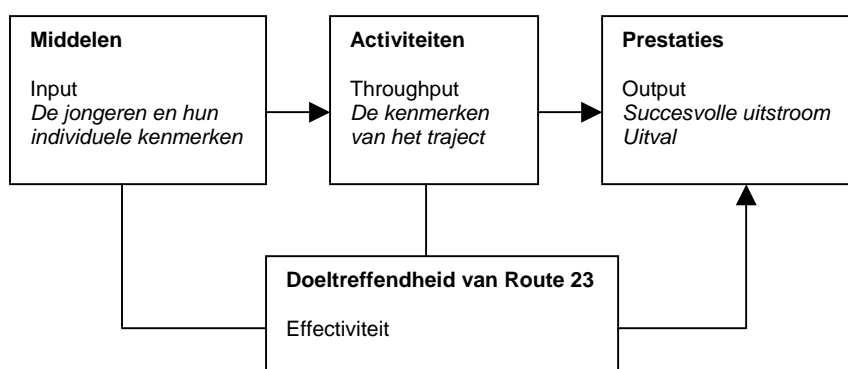 Middelen
Input
De jongeren en hun
individuele kenmerken
Activiteiten
Throughput
De kenmerken
van het traject
Prestaties
Output
Succesvolle uitstroom
Uitval
Doeltreffendheid van Route 23
Effectiviteit